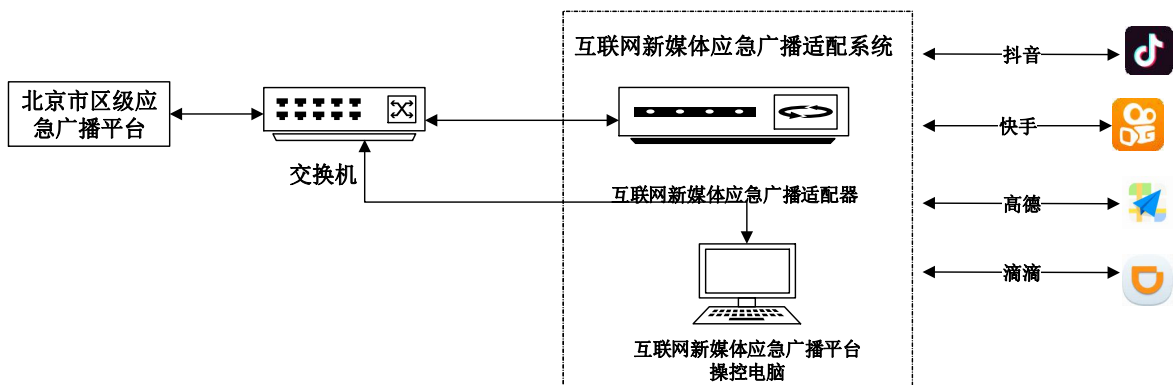 互联网新媒体应急广播适配系统
抖音
北京市区级应
急广播平台
快手
交换机
互联网新媒体应急广播适配器
高德
滴滴
互联网新媒体应急广播平台
操控电脑